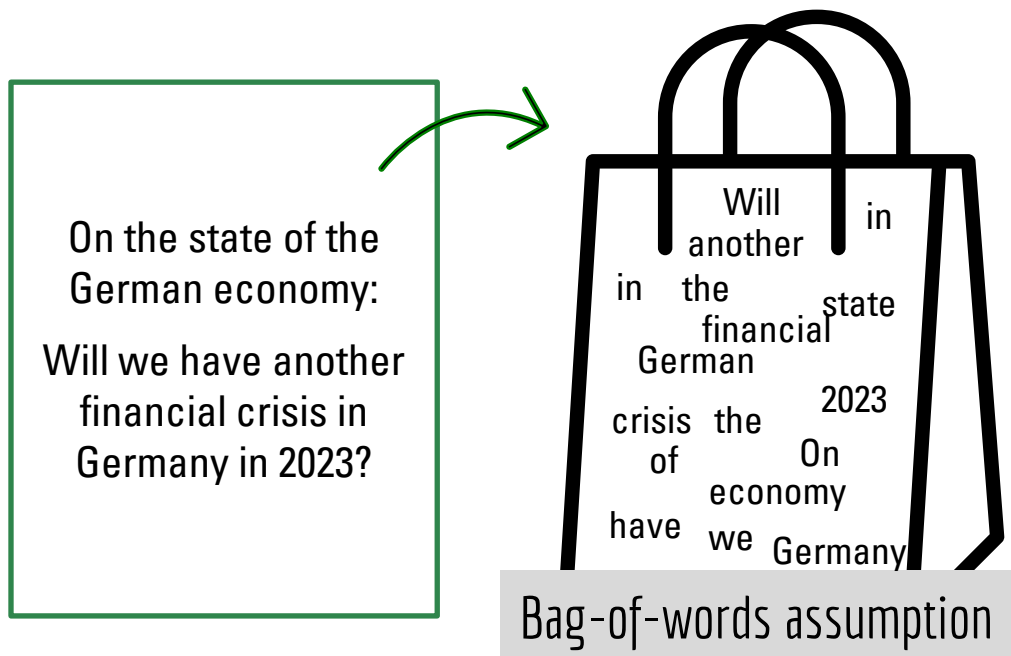 On the state of the
German economy:
Will we have another
financial crisis in
Germany in 2023?
Will
in
another
in the
state
financial
German
2023
crisis the
On
of
economy
have we
Germany
Bag-of-words assumption